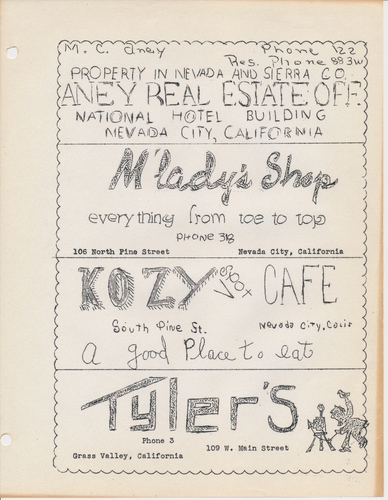 M. C. Aney Phone 122
Res. Phone 883W
PROPERTY IN NEVADA AND SIERRA CO.
ANEY REAL ESTATE OFF.
NATIONAL HOTEL BUILDING
NEVADA CITY, CALIFORNIA
M'lady's Shop
everything from toe to top
PHONE 318
106 North Pine Street Nevada City, California
KOZY CAFE
South Pine St. Nevada City, Calif
a good Place to eat
Tyler'S
Phone 3
109 W. Main Street
Grass Valley, California